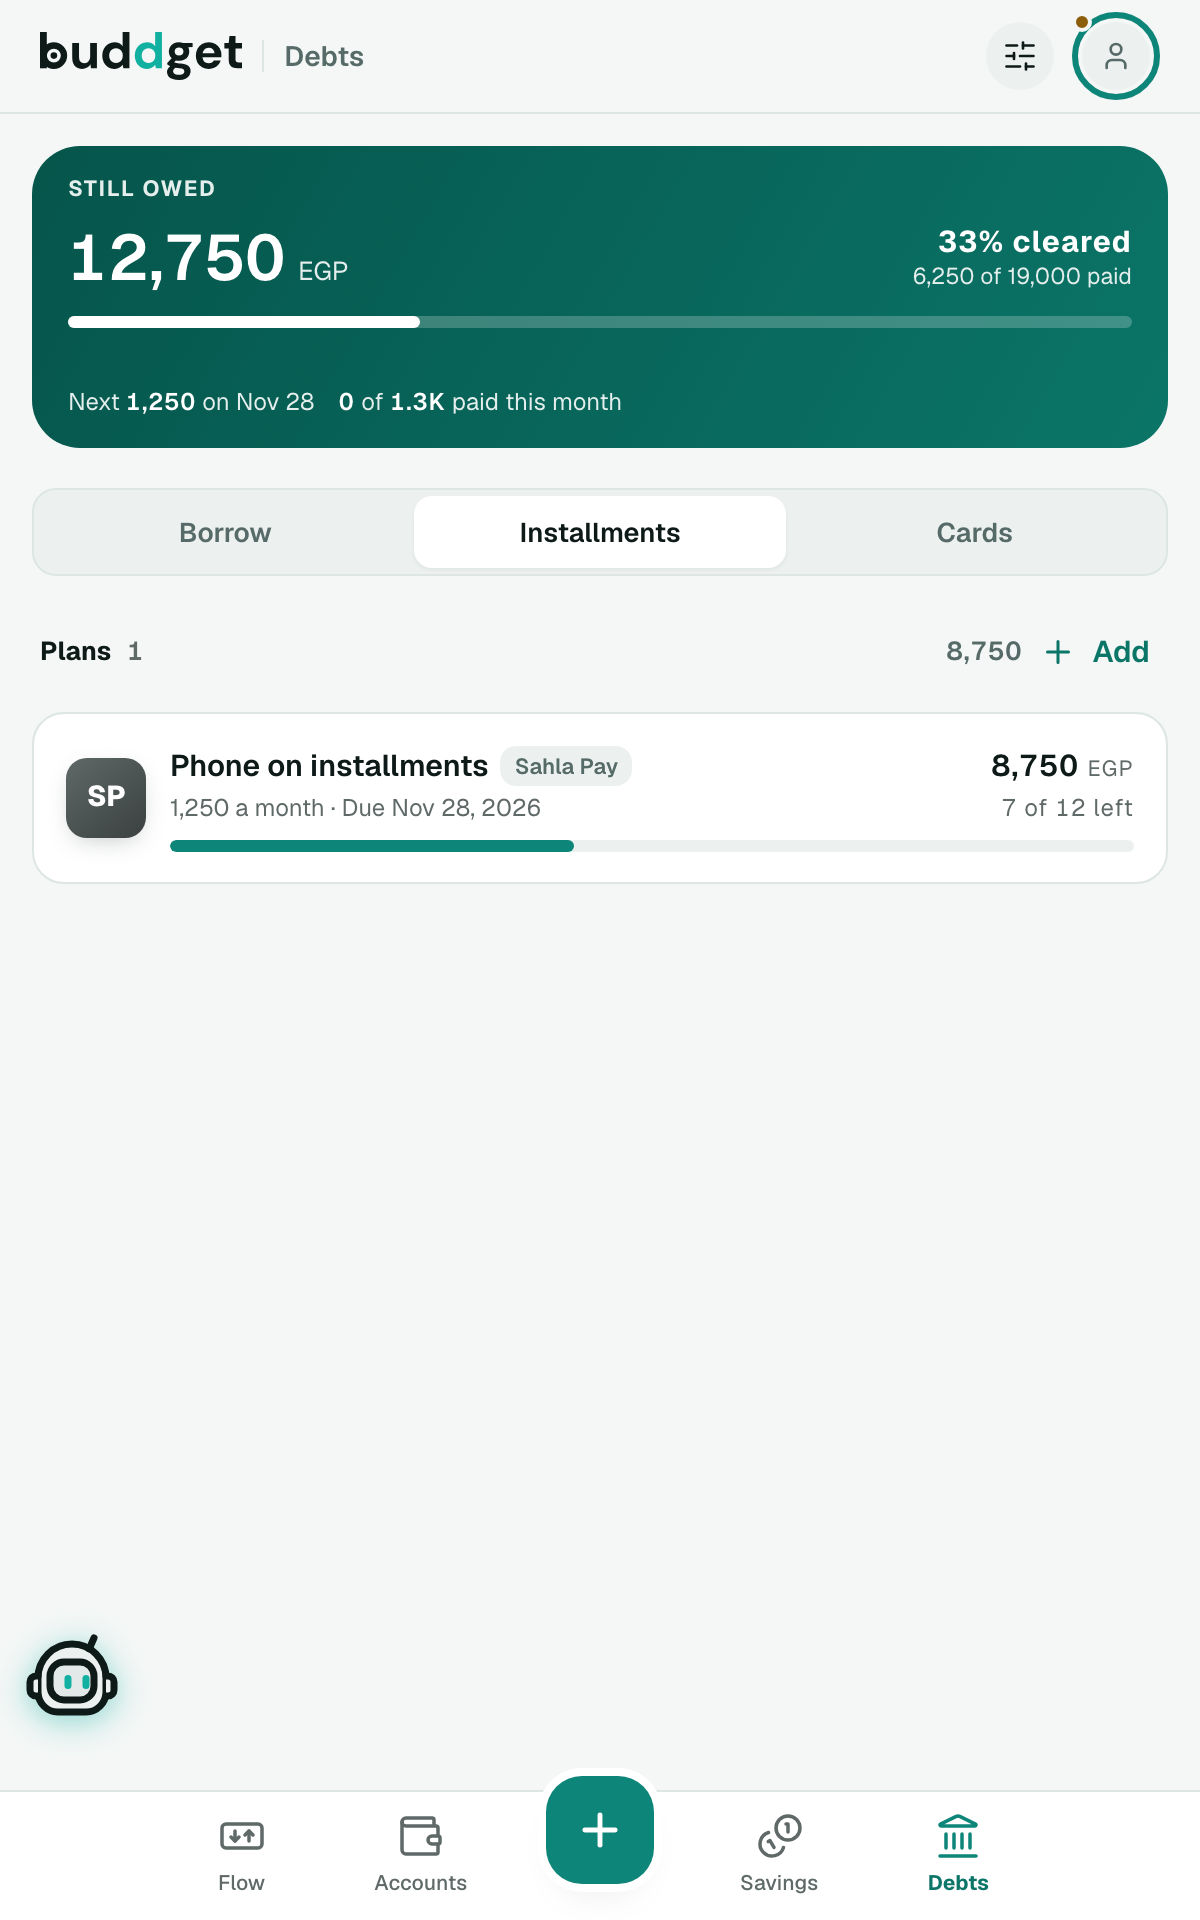 buddget
Debts
STILL OWED
12,750 EGP
33% cleared
6,250 of 19,000 paid
Next 1,250 on Nov 28 0 of 1.3K paid this month
Borrow
Installments
Cards
Plans 1
8,750 + Add
SP
Phone on installments
Sahla Pay
8,750 EGP
1,250 a month · Due Nov 28, 2026
7 of 12 left
Flow
Accounts
Savings
Debts